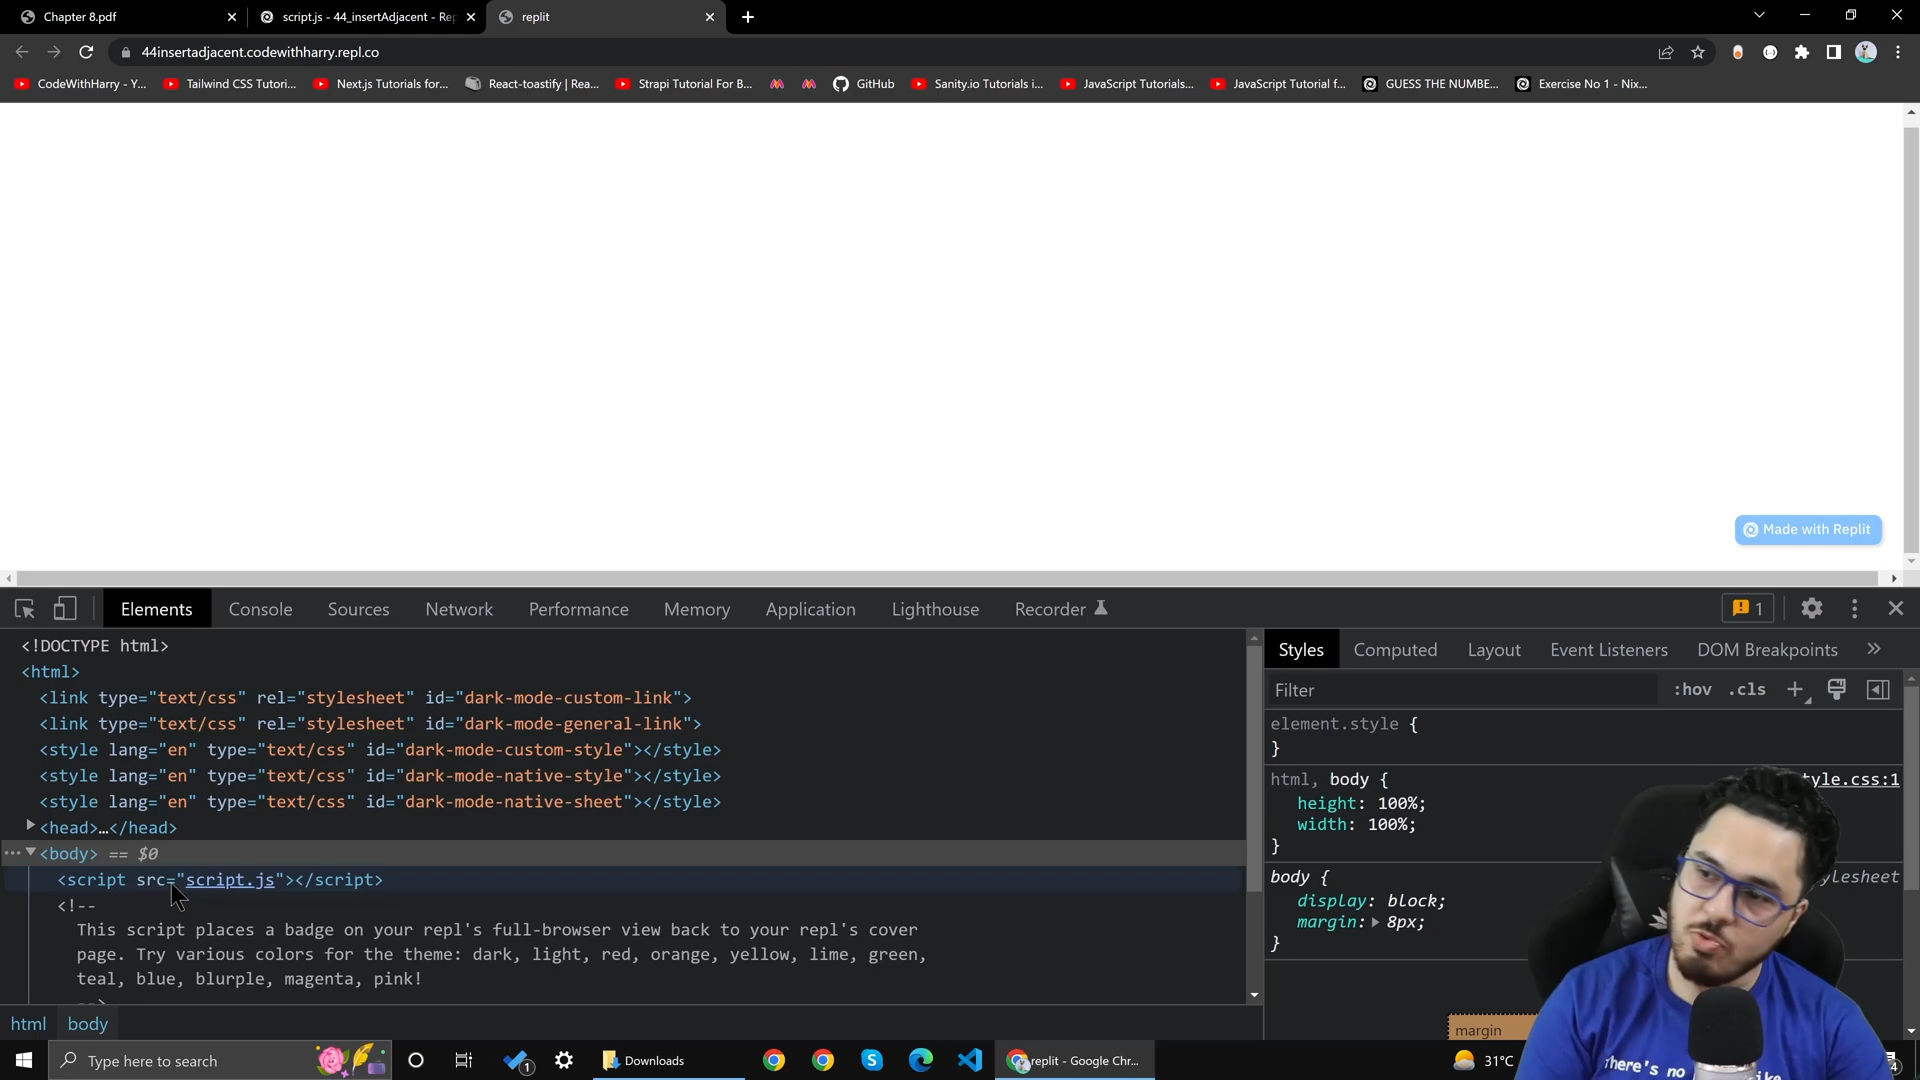 Chapter 8.pdf
script.js - 44_insertAdjacent - Rep
replit
44insertadjacent.codewithharry.repl.co
CodeWithHarry - Y...
Tailwind CSS Tutori...
Next.js Tutorials for...
React-toastify | Rea...
Strapi Tutorial For B...
GitHub
Sanity.io Tutorials i...
JavaScript Tutorials...
JavaScript Tutorial f...
GUESS THE NUMBE...
Exercise No 1 - Nix...
Made with Replit
Elements Console Sources Network Performance Memory Application Lighthouse Recorder
1
<!DOCTYPE html>
<html>
<link type="text/css" rel="stylesheet" id="dark-mode-custom-link">
<link type="text/css" rel="stylesheet" id="dark-mode-general-link">
<style lang="en" type="text/css" id="dark-mode-custom-style"></style>
<style lang="en" type="text/css" id="dark-mode-native-style"></style>
<style lang="en" type="text/css" id="dark-mode-native-sheet"></style>
<head>…</head>
<body> == $0
<script src="script.js"></script>
<!--
This script places a badge on your repl's full-browser view back to your repl's cover
page. Try various colors for the theme: dark, light, red, orange, yellow, lime, green,
teal, blue, blurple, magenta, pink!
-->
html body
Styles Computed Layout Event Listeners DOM Breakpoints
Filter
:hov .cls
element.style {
}
html, body {
tyle.css:1
height: 100%;
width: 100%;
}
body {
ylesheet
display: block;
margin: 8px;
}
margin
There's no
ike
Type here to search
1
Downloads
replit - Google Chr...
31°C
4